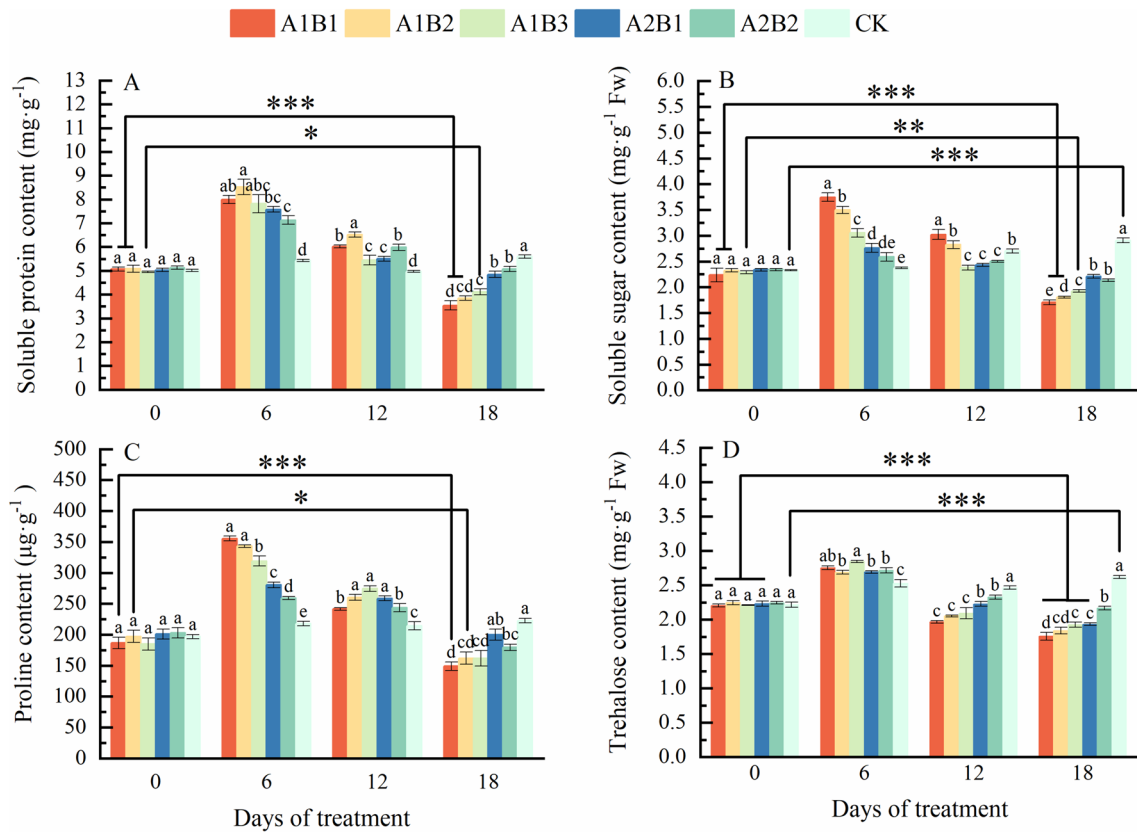 A1B1 A1B2 A1B3 A2B1 A2B2 CK
A
Soluble protein content (mg·g⁻¹)
13
12
11
10
9
8
7
6
5
4
3
2
1
0
***
*
a a a a a a
ab a abc bc c d
b a c c b d
d cd c b b a
0 6 12 18
B
Soluble sugar content (mg·g⁻¹ Fw)
6.0
5.5
5.0
4.5
4.0
3.5
3.0
2.5
2.0
1.5
1.0
0.5
0.0
***
**
***
a a a a a a
a b c d de e
a b c c c b
e d c b b a
0 6 12 18
C
Proline content (μg·g⁻¹ )
500
450
400
350
300
250
200
150
100
50
0
***
*
a a a a a a
a a b c d e
b a a a b c
d cd cd ab bc a
0 6 12 18
Days of treatment
D
Trehalose content (mg·g⁻¹ Fw)
4.5
4.0
3.5
3.0
2.5
2.0
1.5
1.0
0.5
0.0
***
***
a a a a a a
ab b a b b c
c c c b b a
d cd c c b a
0 6 12 18
Days of treatment